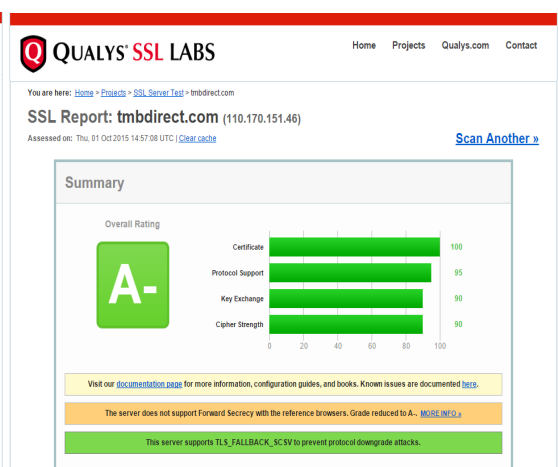 QUALYS® SSL LABS
Home Projects Qualys.com Contact
You are here: Home > Projects > SSL Server Test > tmbdirect.com
SSL Report: tmbdirect.com (110.170.151.46)
Assessed on: Thu, 01 Oct 2015 14:57:08 UTC | Clear cache
Scan Another »
Summary
Overall Rating
A-
Certificate 100
Protocol Support 95
Key Exchange 90
Cipher Strength 90
0 20 40 60 80 100
Visit our documentation page for more information, configuration guides, and books. Known issues are documented here.
The server does not support Forward Secrecy with the reference browsers. Grade reduced to A-. MORE INFO »
This server supports TLS_FALLBACK_SCSV to prevent protocol downgrade attacks.